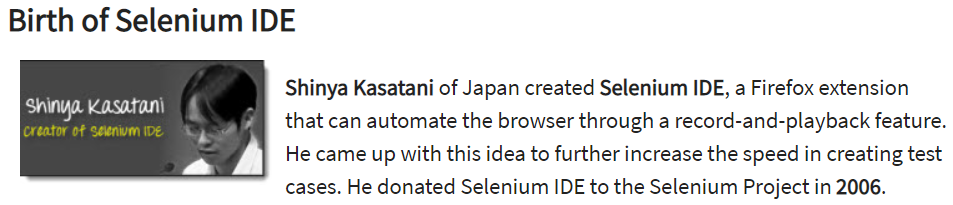 Birth of Selenium IDE
Shinya Kasatani
Creator of Selenium IDE
Shinya Kasatani of Japan created Selenium IDE, a Firefox extension
that can automate the browser through a record-and-playback feature.
He came up with this idea to further increase the speed in creating test
cases. He donated Selenium IDE to the Selenium Project in 2006.